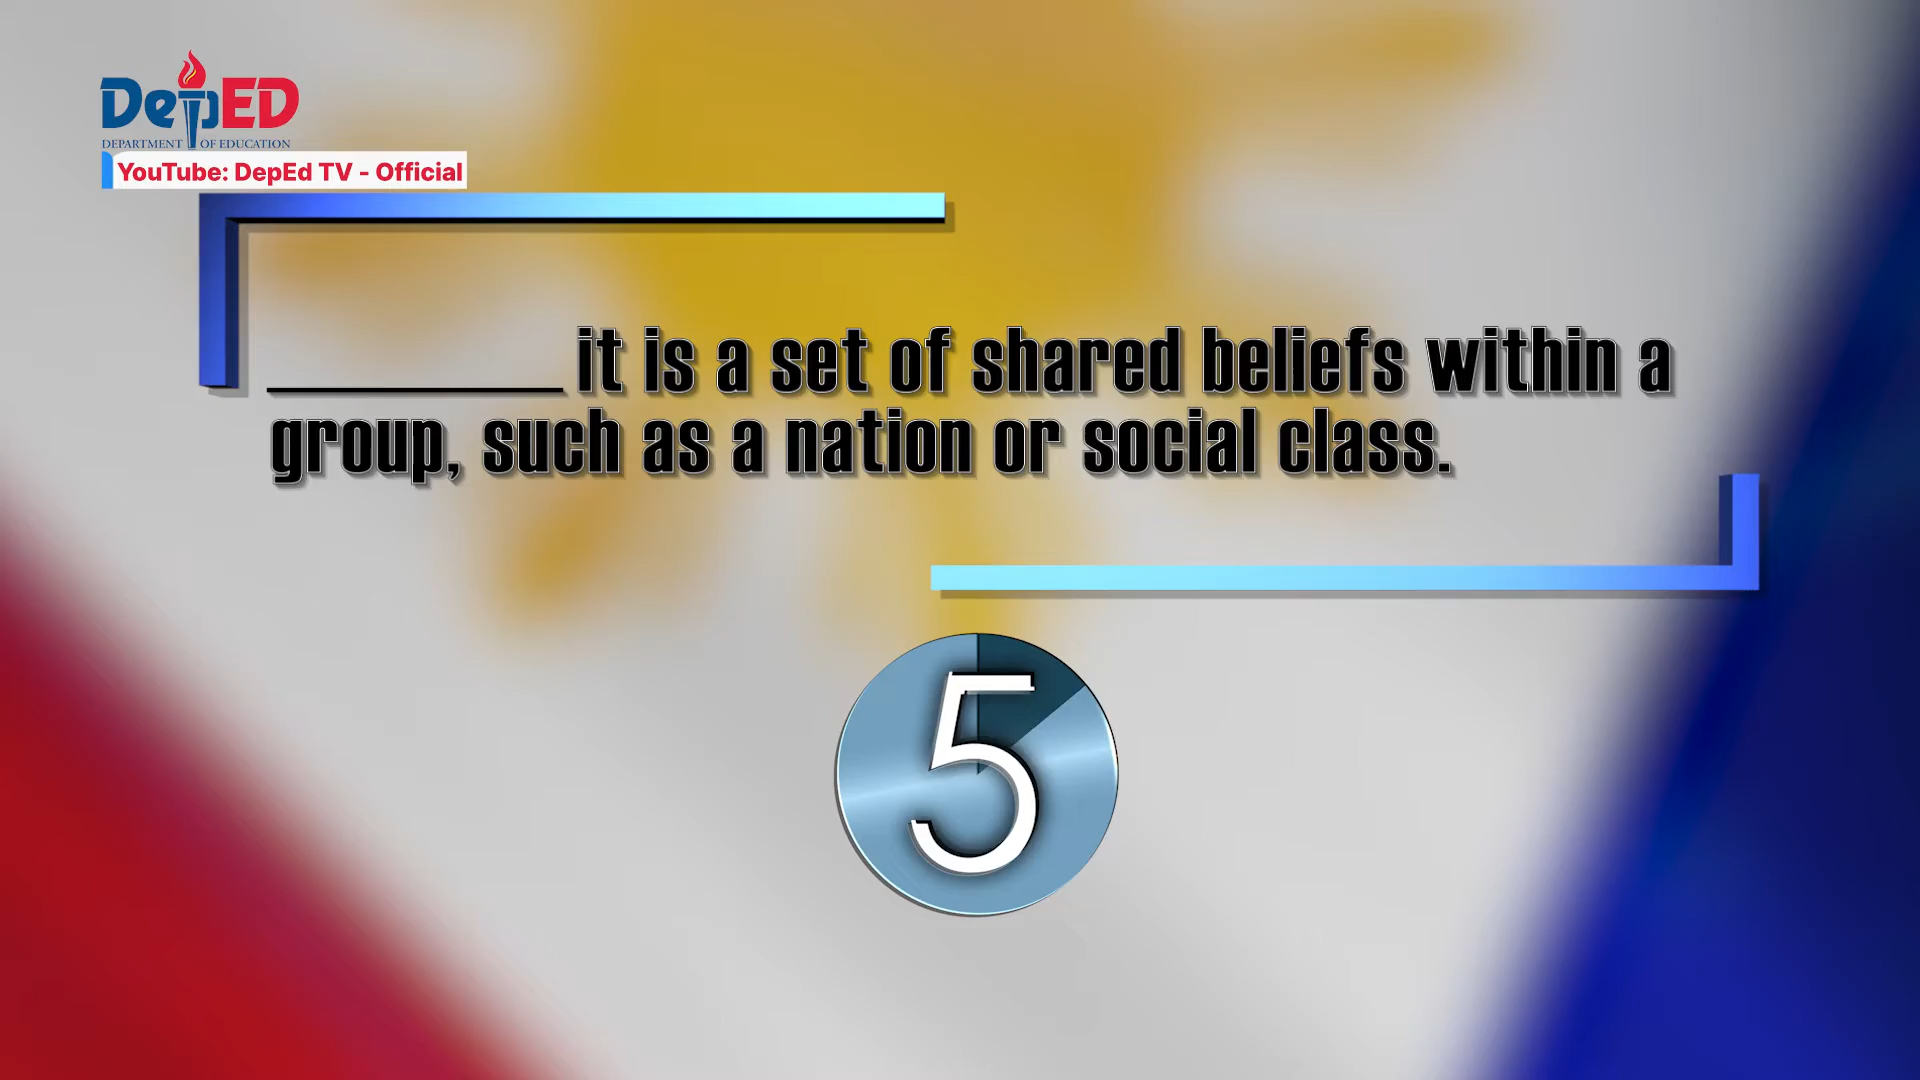 DepED
DEPARTMENT OF EDUCATION
YouTube: DepEd TV - Official
__________ it is a set of shared beliefs within a
group, such as a nation or social class.
5